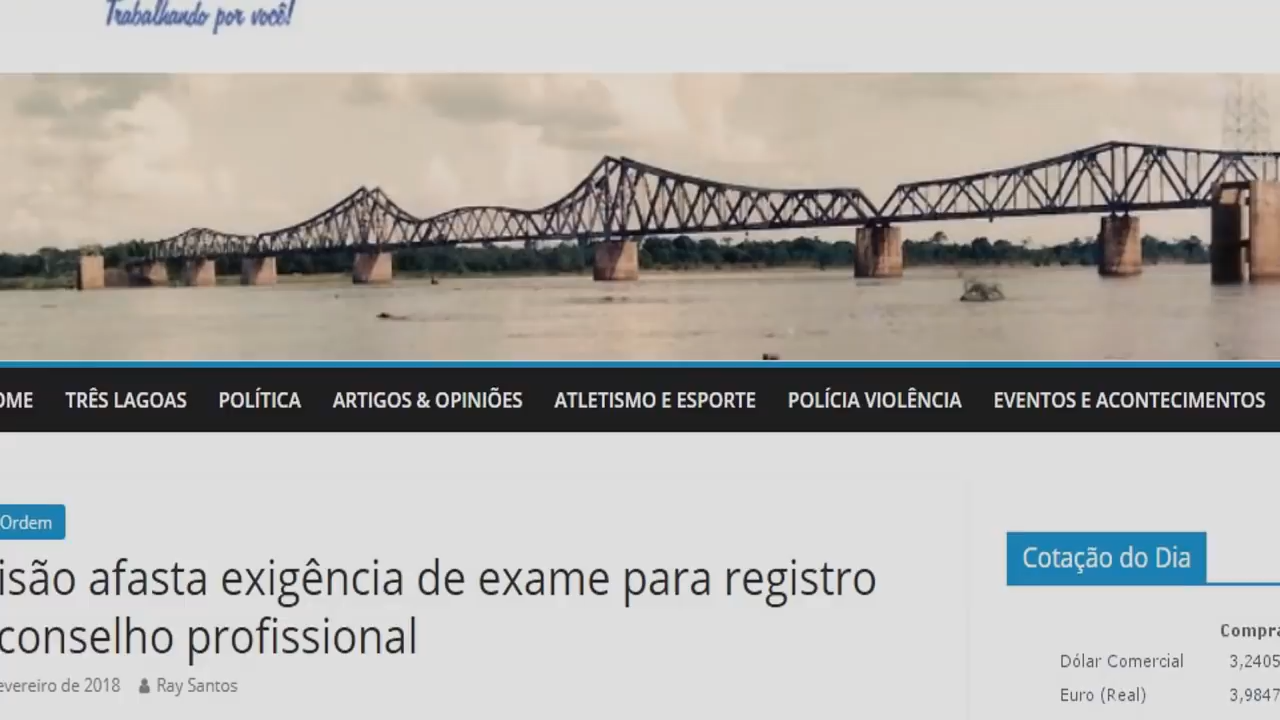 Trabalhando por você!
OME TRÊS LAGOAS POLÍTICA ARTIGOS & OPINIÕES ATLETISMO E ESPORTE POLÍCIA VIOLÊNCIA EVENTOS E ACONTECIMENTOS
Ordem
isão afasta exigência de exame para registro
conselho profissional
evereiro de 2018 Ray Santos
Cotação do Dia
Compra
Dólar Comercial 3,2405
Euro (Real) 3,9847